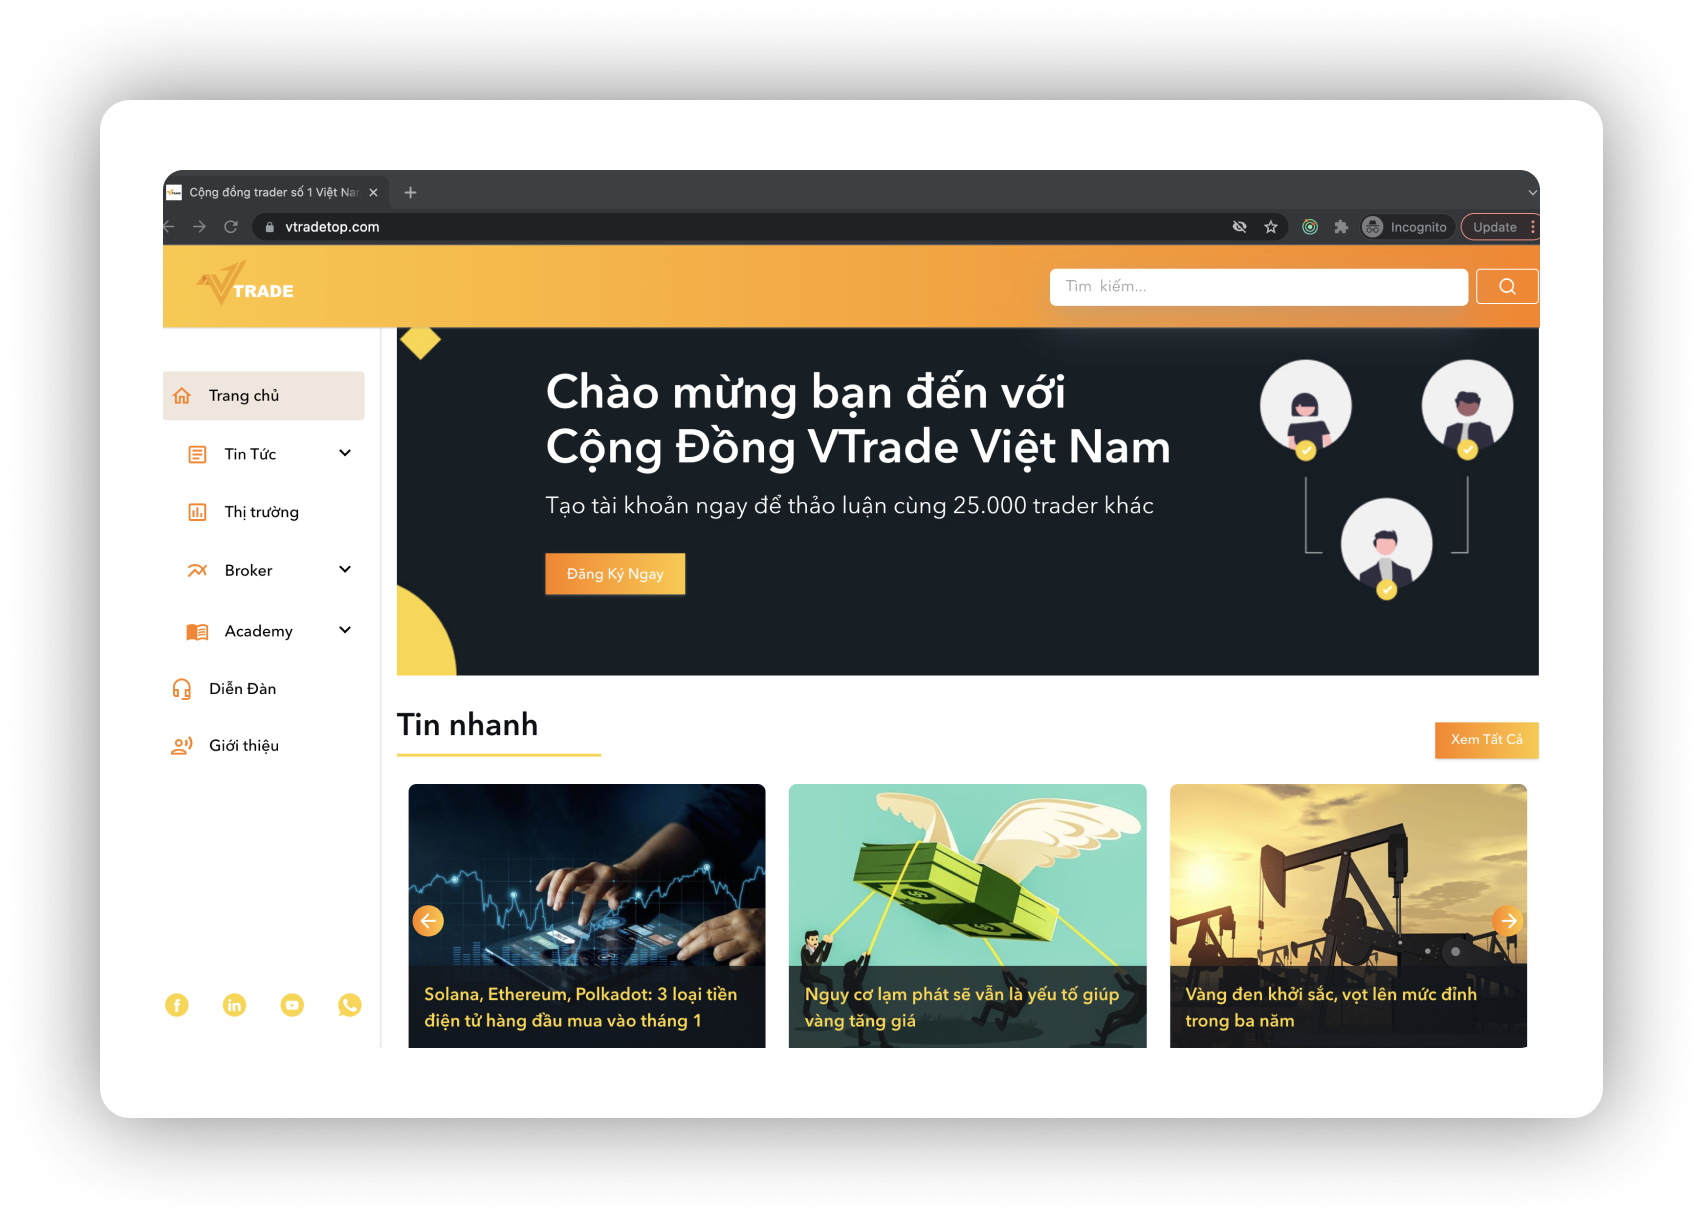 Cộng đồng trader số 1 Việt Na
vtradetop.com
Incognito
Update
VTRADE
Tìm kiếm...
Trang chủ
Tin Tức
Thị trường
Broker
Academy
Diễn Đàn
Giới thiệu
Chào mừng bạn đến với
Cộng Đồng VTrade Việt Nam
Tạo tài khoản ngay để thảo luận cùng 25.000 trader khác
Đăng Ký Ngay
Tin nhanh
Xem Tất Cả
Solana, Ethereum, Polkadot: 3 loại tiền
điện tử hàng đầu mua vào tháng 1
Nguy cơ lạm phát sẽ vẫn là yếu tố giúp
vàng tăng giá
Vàng đen khởi sắc, vọt lên mức đỉnh
trong ba năm